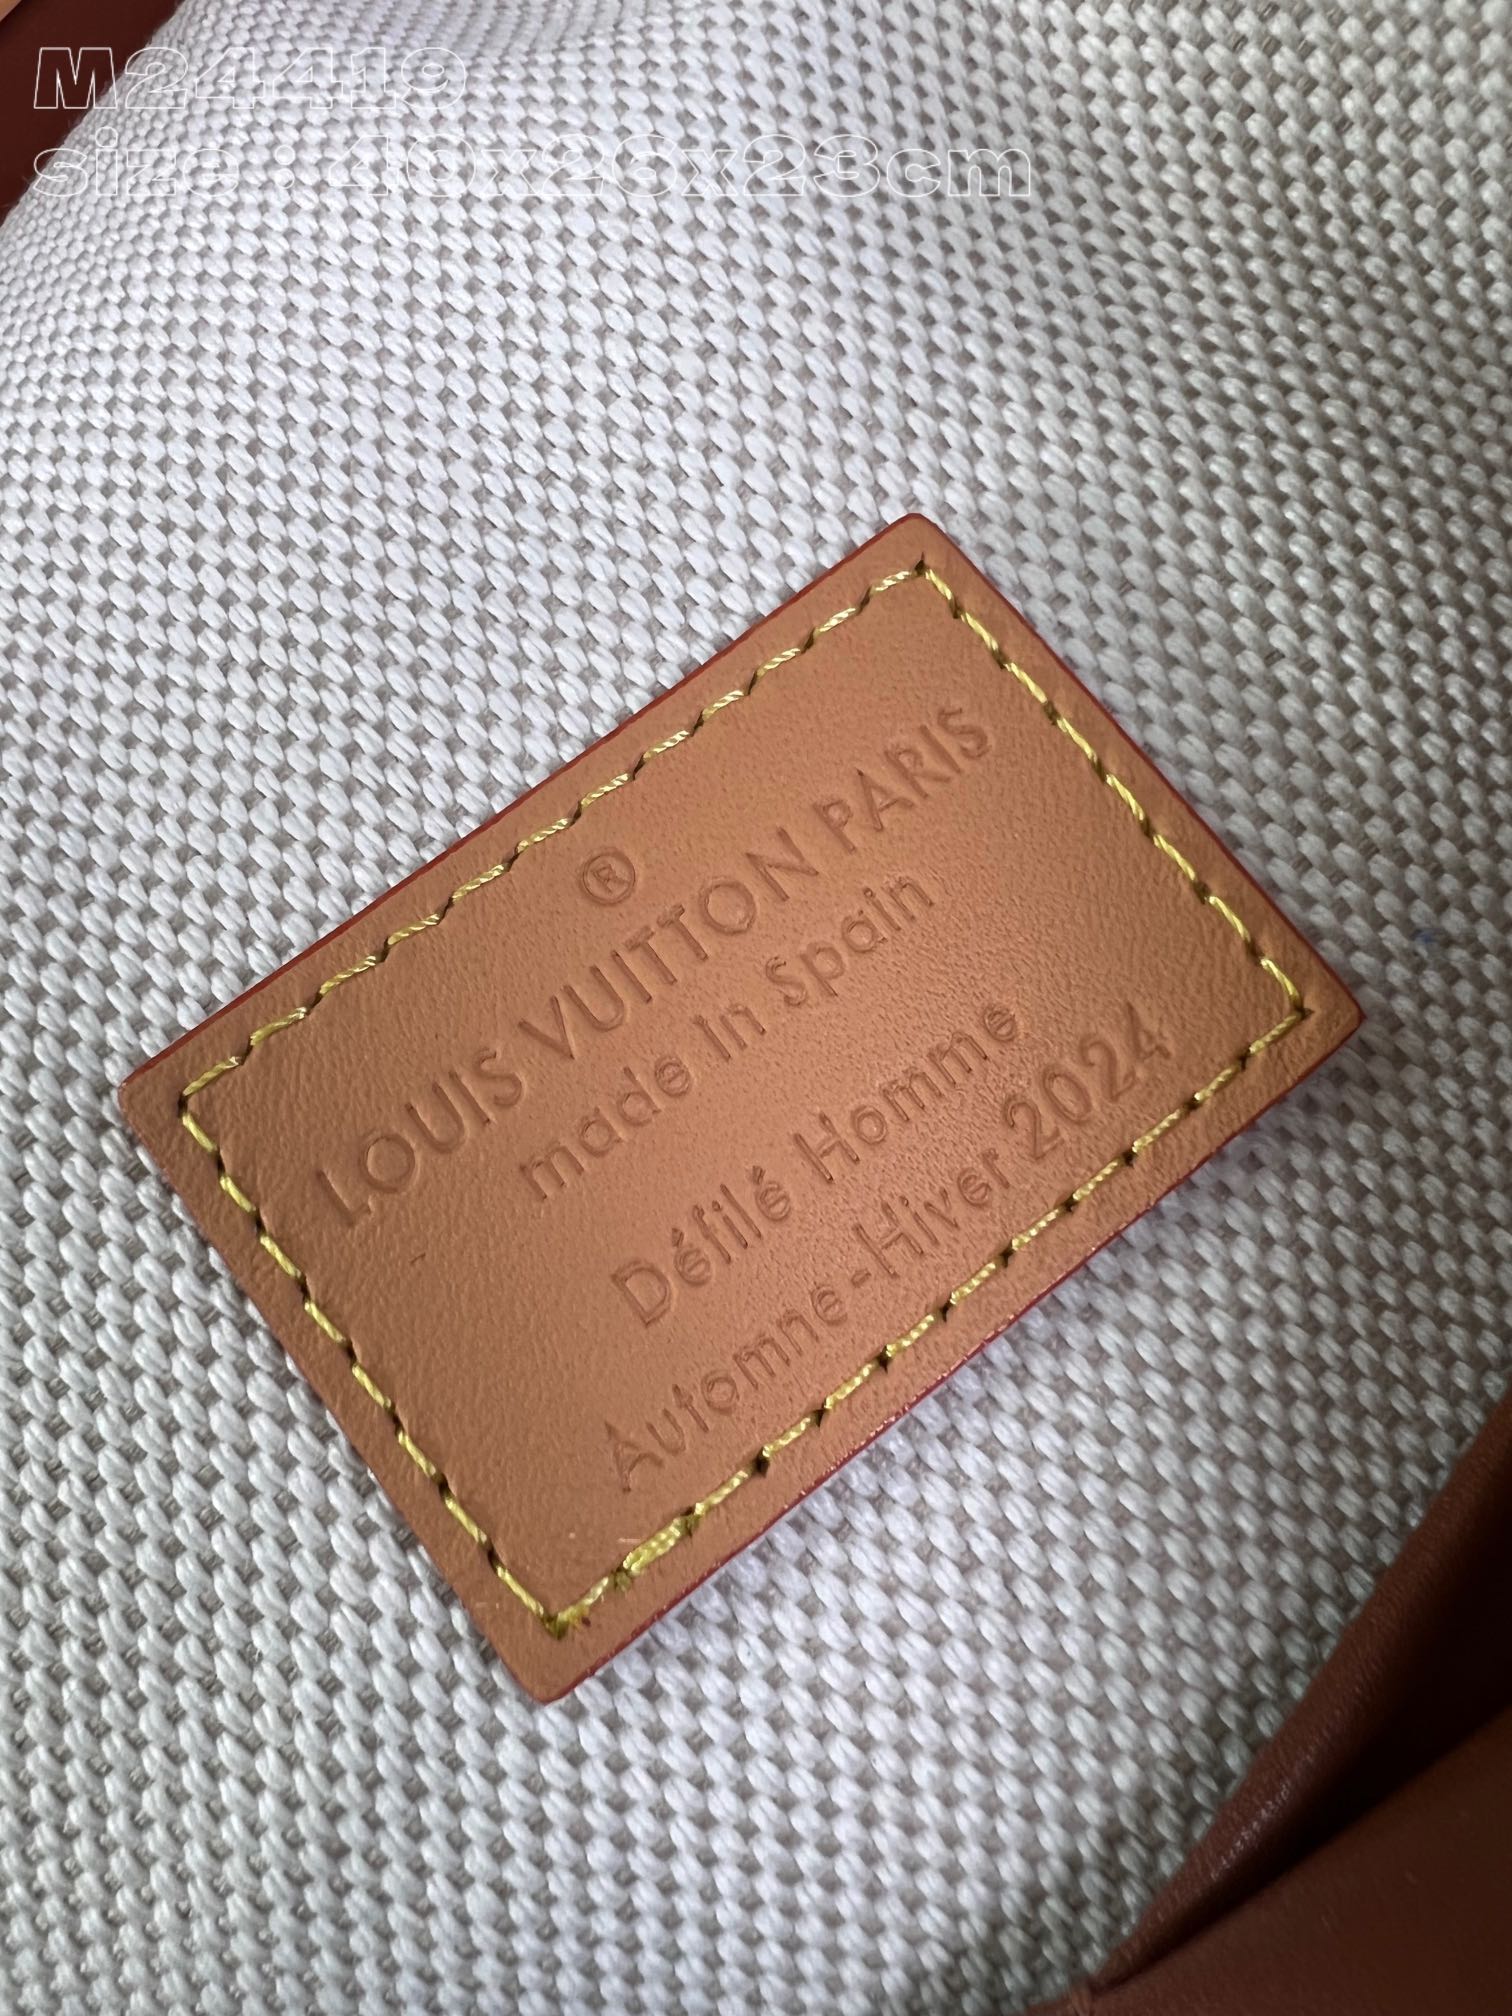 M24419
size : 40x26x23cm
®
LOUIS VUITTON PARIS
made in Spain
Défilé Homme
Automne-Hiver 2024